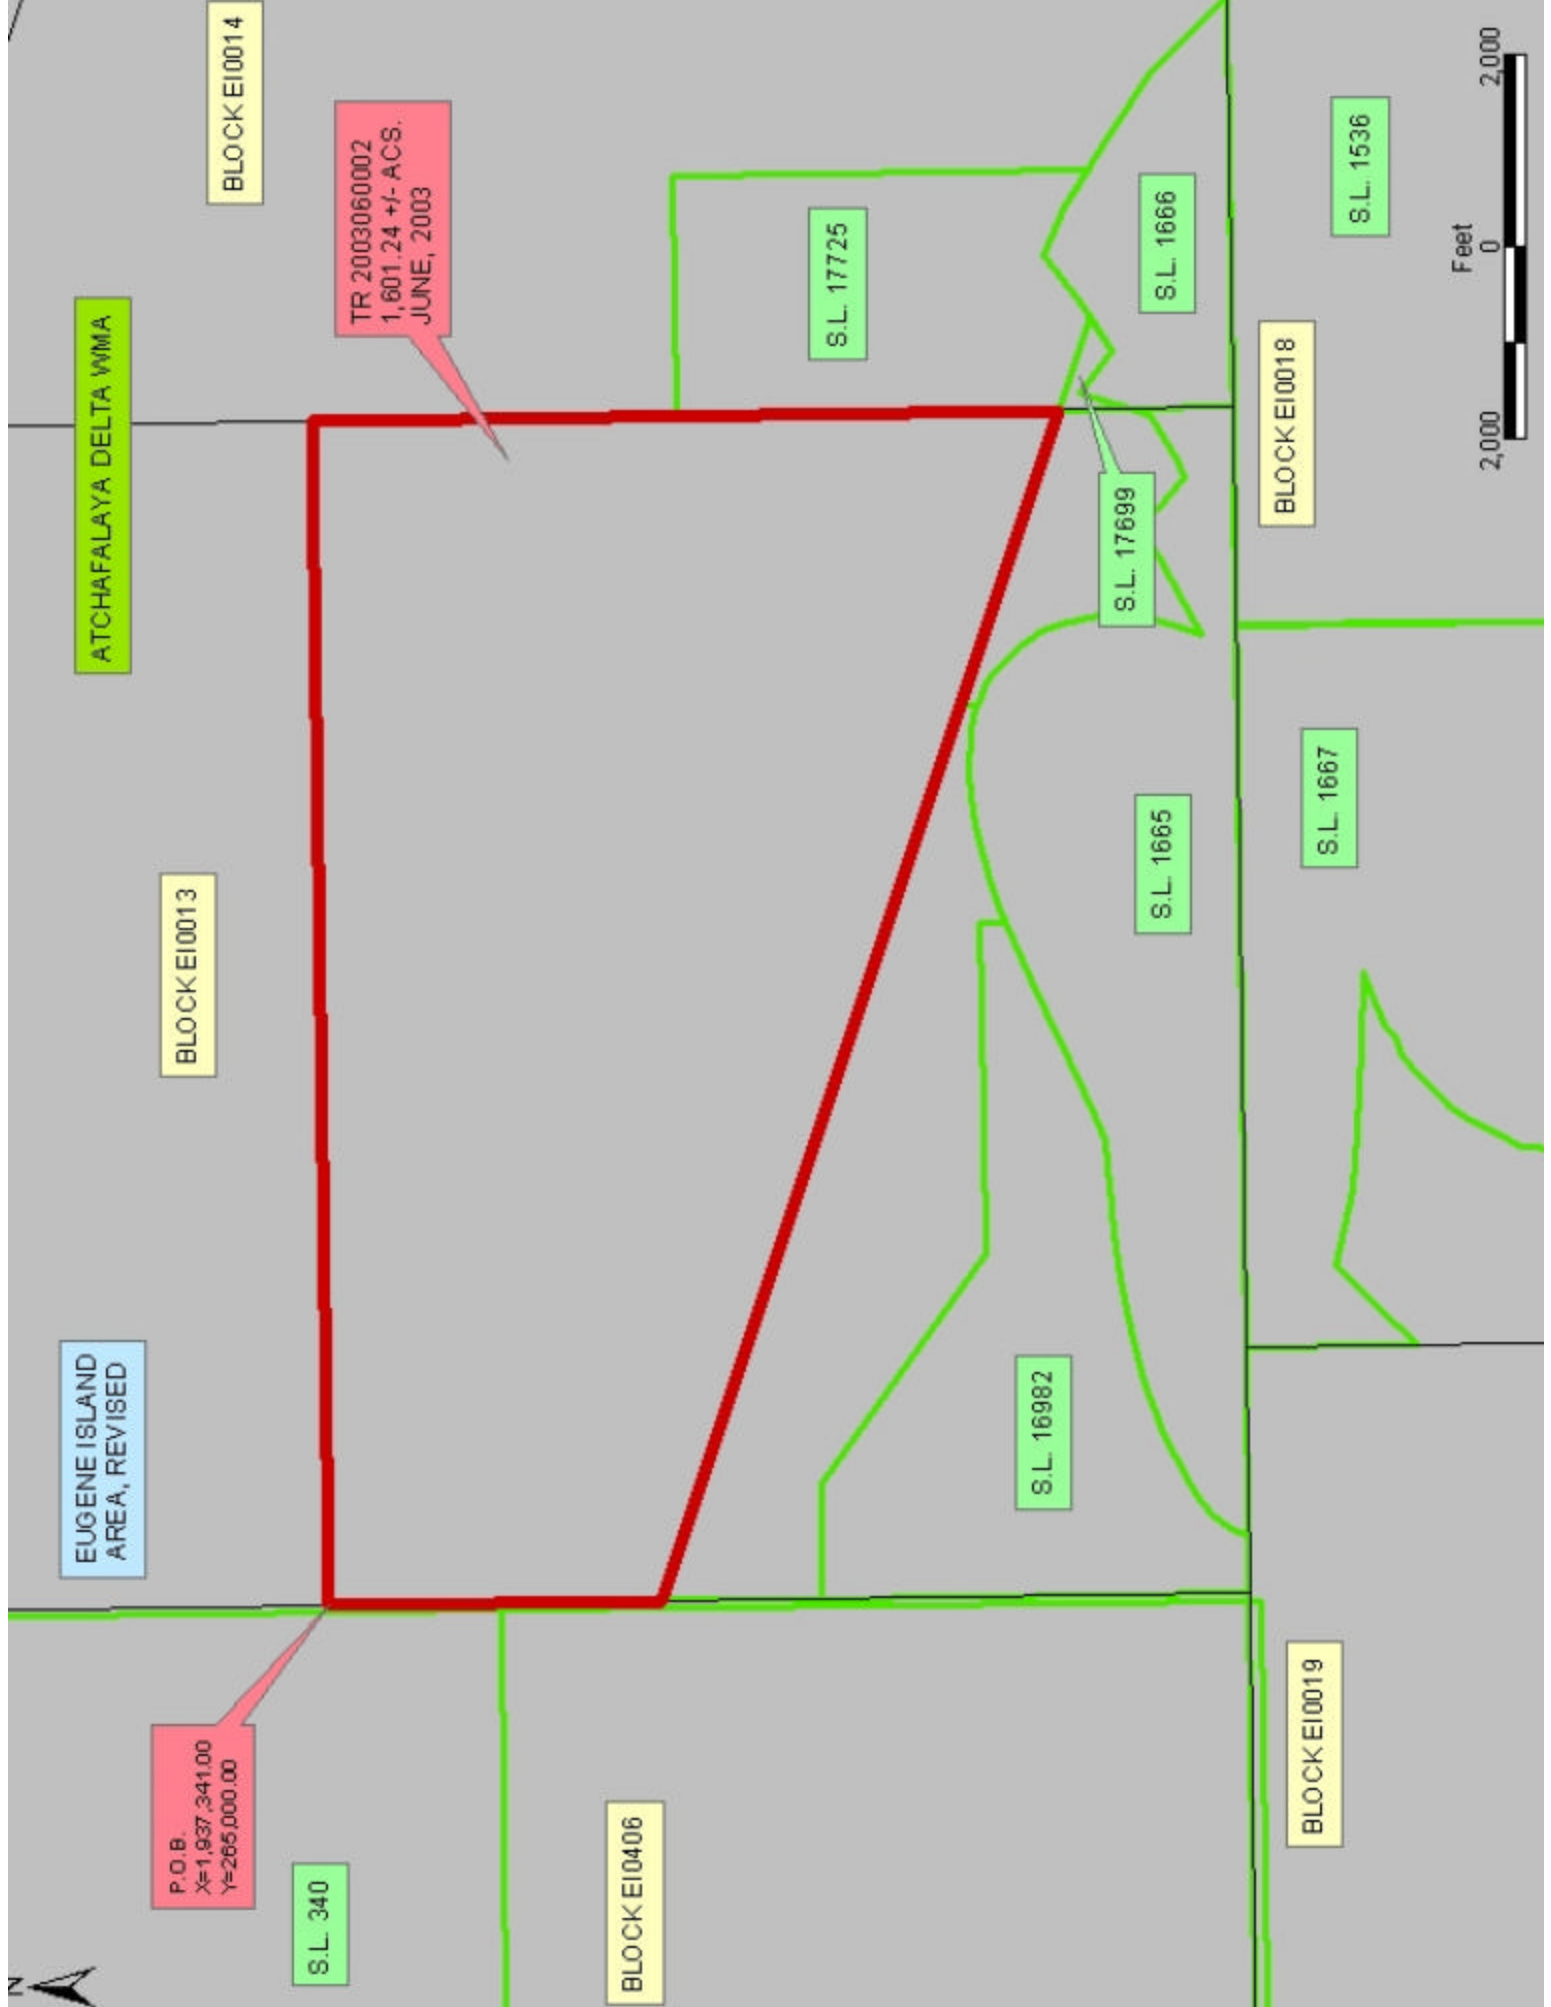 N
EUGENE ISLAND
AREA, REVISED
ATCHAFALAYA DELTA WMA
P.O.B.
X=1,937,341.00
Y=265,000.00
BLOCK EI0013
BLOCK EI0014
S.L. 340
TR 2003060002
1,601.24 +/- ACS.
JUNE, 2003
BLOCK EI0406
S.L. 17725
S.L. 16982
S.L. 17699
S.L. 1665
S.L. 1666
BLOCK EI0018
BLOCK EI0019
S.L. 1667
S.L. 1536
Feet
2,000 0 2,000